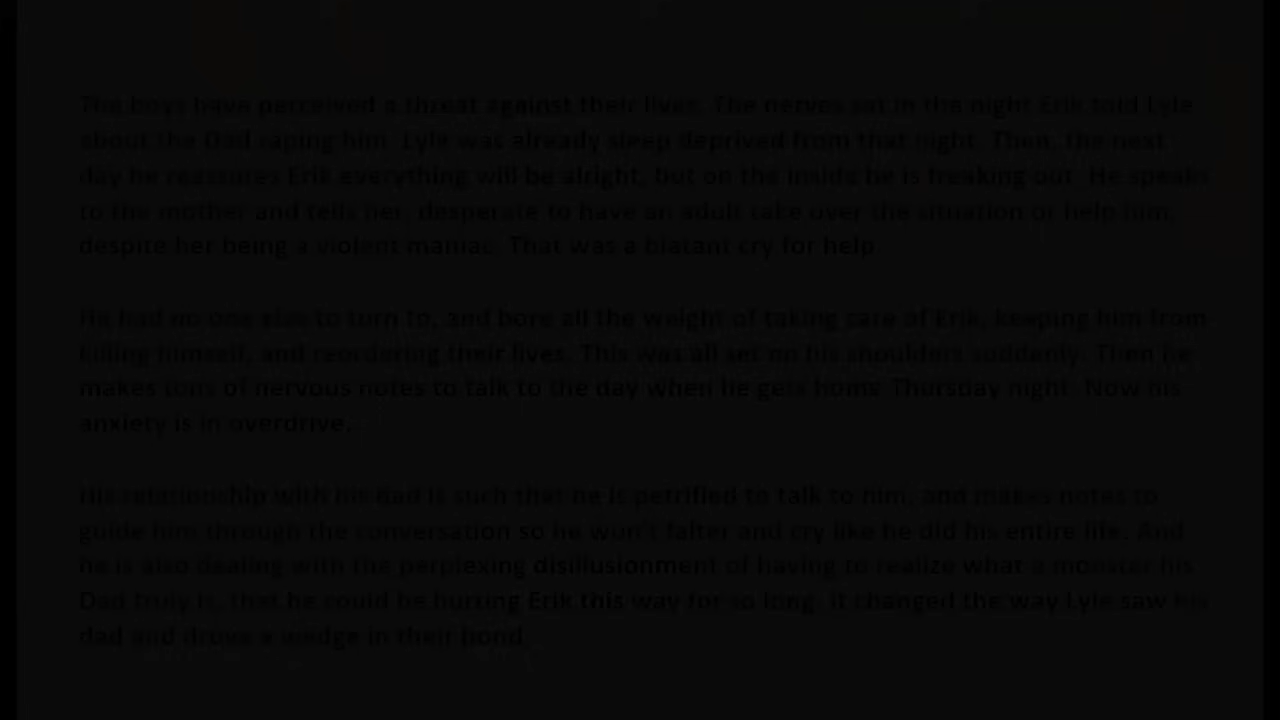 The boys have perceived a threat against their lives. The nerves set in the night Erik told Lyle
about the Dad raping him. Lyle was already sleep deprived from that night. Then, the next
day he reassures Erik everything will be alright, but on the inside he is freaking out. He speaks
to the mother and tells her, desperate to have an adult take over the situation or help him,
despite her being a violent maniac. That was a blatant cry for help.
He had no one else to turn to, and bore all the weight of taking care of Erik, keeping him from
killing himself, and reordering their lives. This was all set on his shoulders suddenly. Then he
makes tons of nervous notes to talk to the day when he gets home Thursday night. Now his
anxiety is in overdrive.
His relationship with his dad is such that he is petrified to talk to him, and makes notes to
guide him through the conversation so he won't falter and cry like he did his entire life. And
he is also dealing with the perplexing disillusionment of having to realize what a monster his
Dad truly is, that he could be hurting Erik this way for so long. It changed the way Lyle saw his
dad and drove a wedge in their bond.